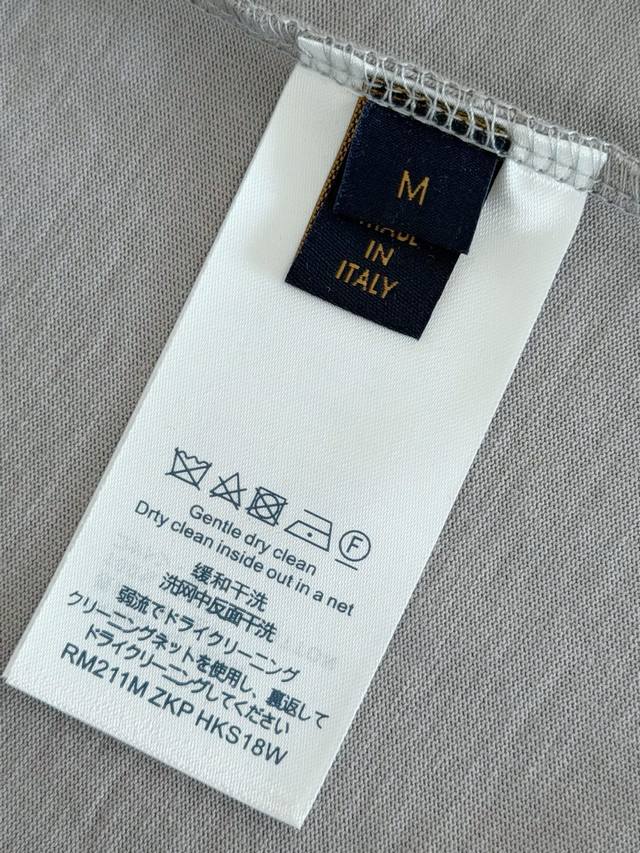 M
MADE
IN
ITALY
F
Gentle dry clean
Drty clean inside out in a net
缓和干洗
洗网中反面干洗
弱流でドライクリーニング
クリーニングネットを使用し、裏返して
ドライクリーニングしてください
RM211M ZKP HKS18W